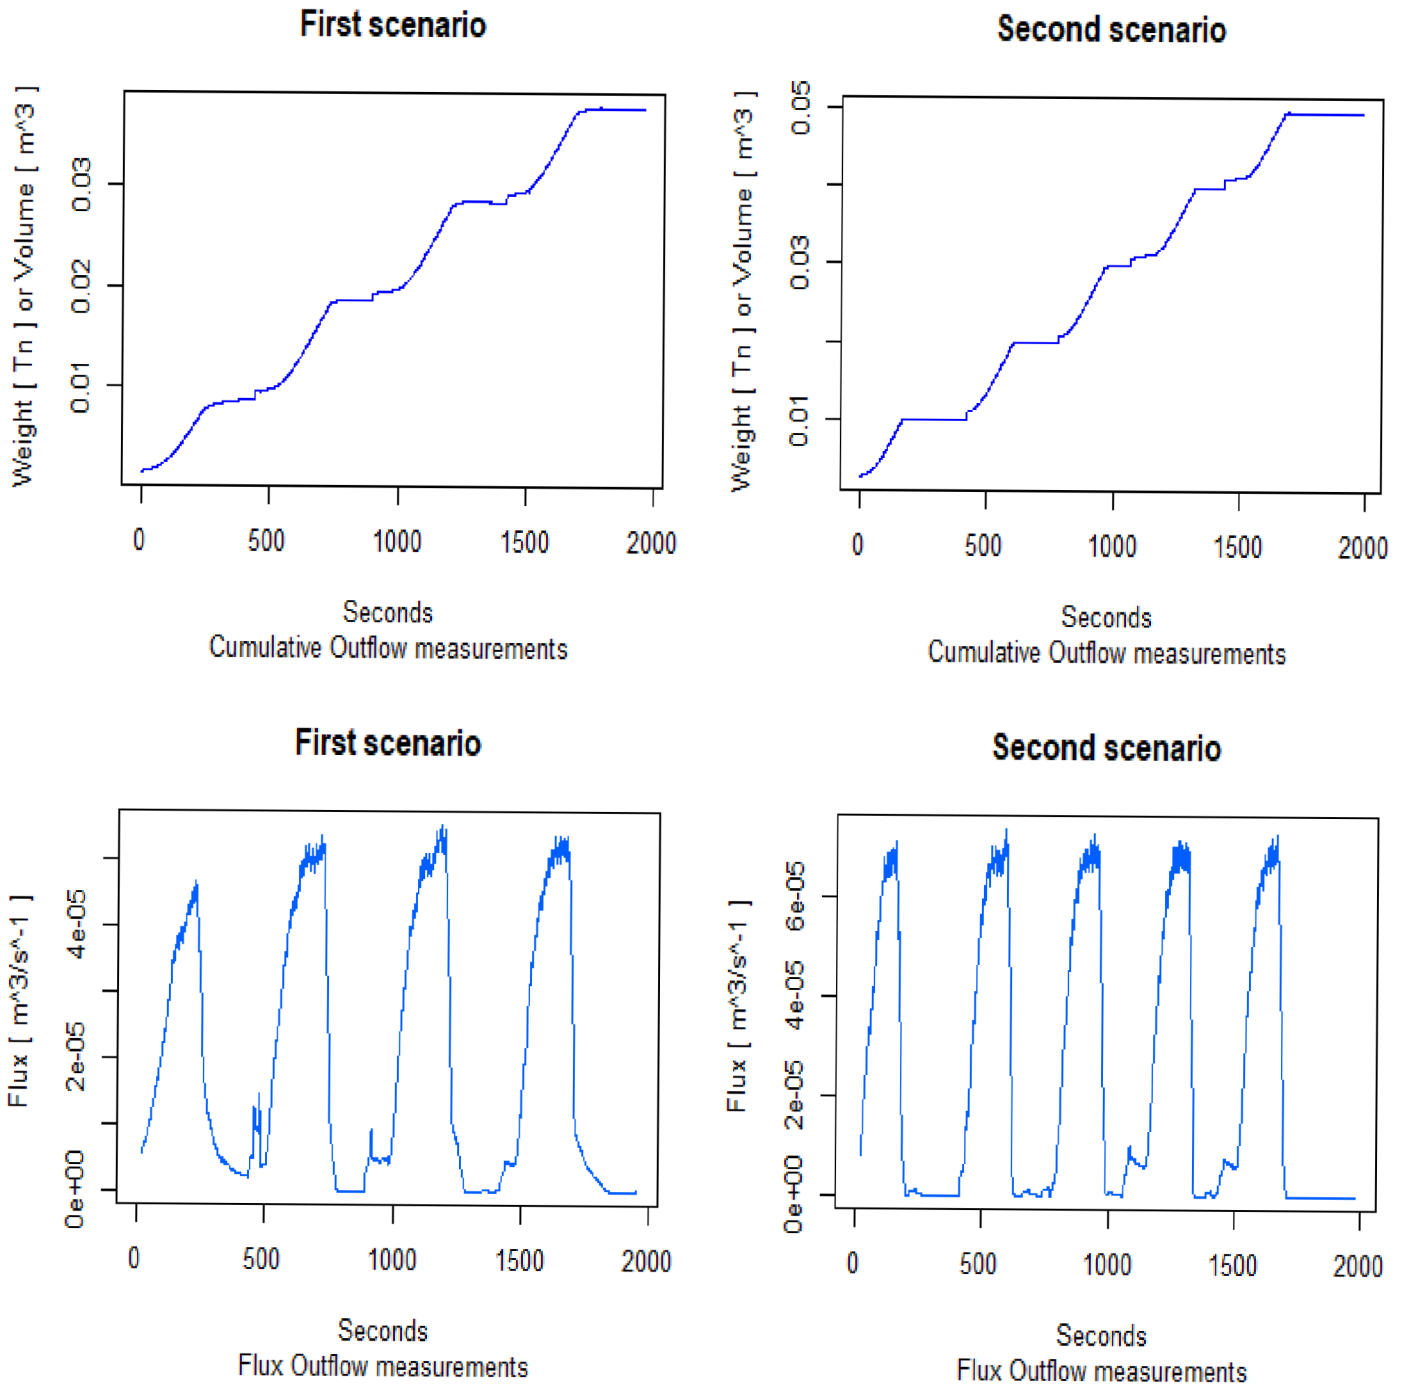 First scenario
Weight [ Tn ] or Volume [ m^3 ]
0.03
0.02
0.01
0 500 1000 1500 2000
Seconds
Cumulative Outflow measurements
Second scenario
Weight [ Tn ] or Volume [ m^3 ]
0.05
0.03
0.01
0 500 1000 1500 2000
Seconds
Cumulative Outflow measurements
First scenario
Flux [ m^3/s^-1 ]
4e-05
2e-05
0e+00
0 500 1000 1500 2000
Seconds
Flux Outflow measurements
Second scenario
Flux [ m^3/s^-1 ]
6e-05
4e-05
2e-05
0e+00
0 500 1000 1500 2000
Seconds
Flux Outflow measurements